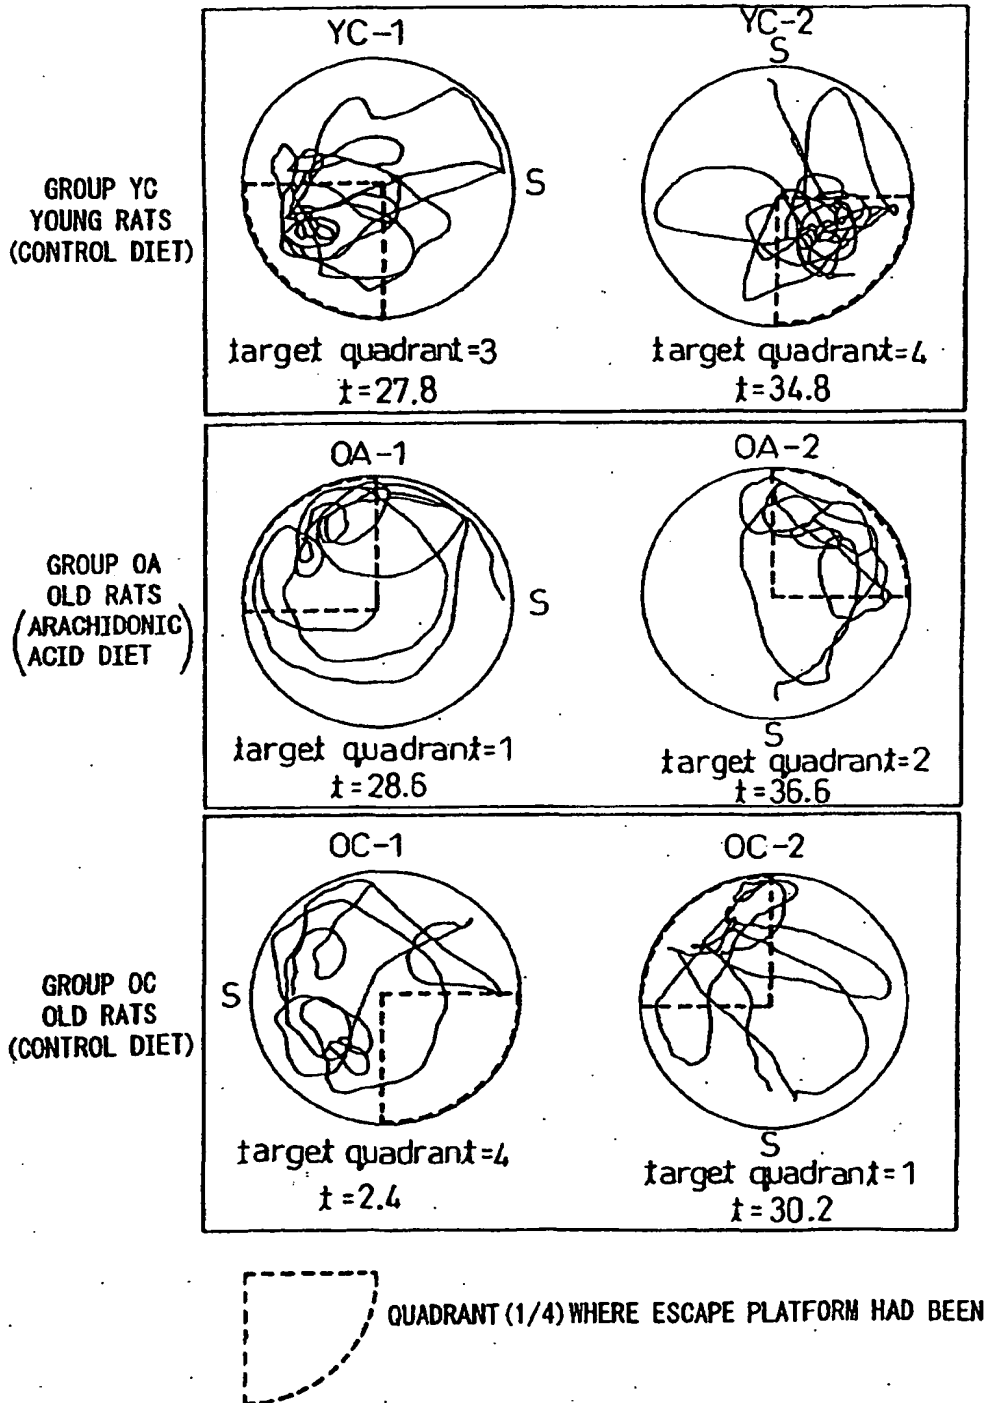 YC-1
YC-2
S
GROUP YC
YOUNG RATS
(CONTROL DIET)
S
target quadrant=3
t=27.8
target quadrant=4
t=34.8
OA-1
OA-2
GROUP OA
OLD RATS
(ARACHIDONIC
ACID DIET)
S
S
target quadrant=1
t=28.6
target quadrant=2
t=36.6
OC-1
OC-2
GROUP OC
OLD RATS
(CONTROL DIET)
S
S
target quadrant=4
t=2.4
target quadrant=1
t=30.2
QUADRANT (1/4) WHERE ESCAPE PLATFORM HAD BEEN